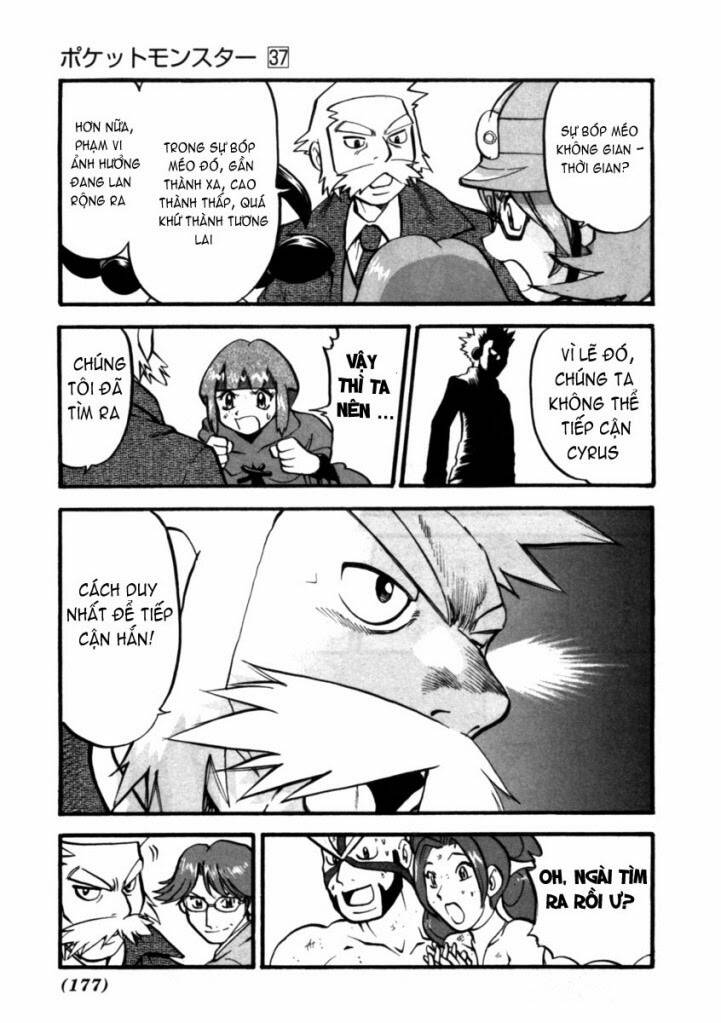 ポケットモンスター 37
SỰ BÓP MÉO
KHÔNG GIAN -
THỜI GIAN?
TRONG SỰ BÓP
MÉO ĐÓ, GẦN
THÀNH XA, CAO
THÀNH THẤP, QUÁ
KHỨ THÀNH TƯƠNG
LAI
HƠN NỮA,
PHẠM VI
ẢNH HƯỞNG
ĐANG LAN
RỘNG RA
VÌ LẼ ĐÓ,
CHÚNG TA
KHÔNG THỂ
TIẾP CẬN
CYRUS
VẬY
THÌ TA
NÊN ...
CHÚNG
TÔI ĐÃ
TÌM RA
CÁCH DUY
NHẤT ĐỂ TIẾP
CẬN HẮN!
OH, NGÀI TÌM
RA RỒI Ư?
(177)